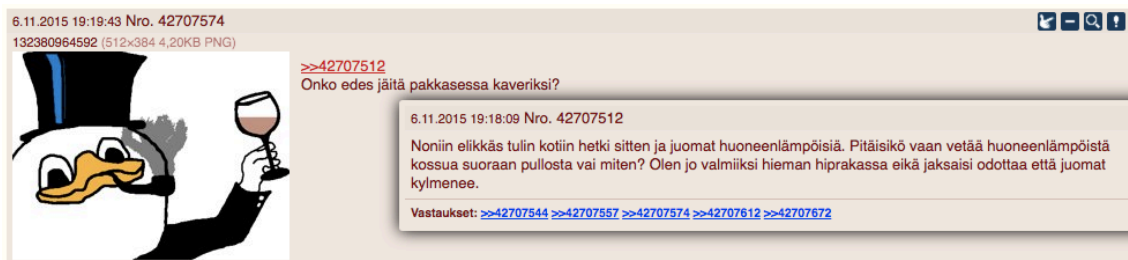 6.11.2015 19:19:43 Nro. 42707574
132380964592 (512×384 4,20KB PNG)
>>42707512
Onko edes jäitä pakkasessa kaveriksi?
6.11.2015 19:18:09 Nro. 42707512
Noniin elikkäs tulin kotiin hetki sitten ja juomat huoneenlämpöisiä. Pitäisikö vaan vetää huoneenlämpöistä
kossua suoraan pullosta vai miten? Olen jo valmiiksi hieman hiprakassa eikä jaksaisi odottaa että juomat
kylmenee.
Vastaukset: >>42707544 >>42707557 >>42707574 >>42707612 >>42707672